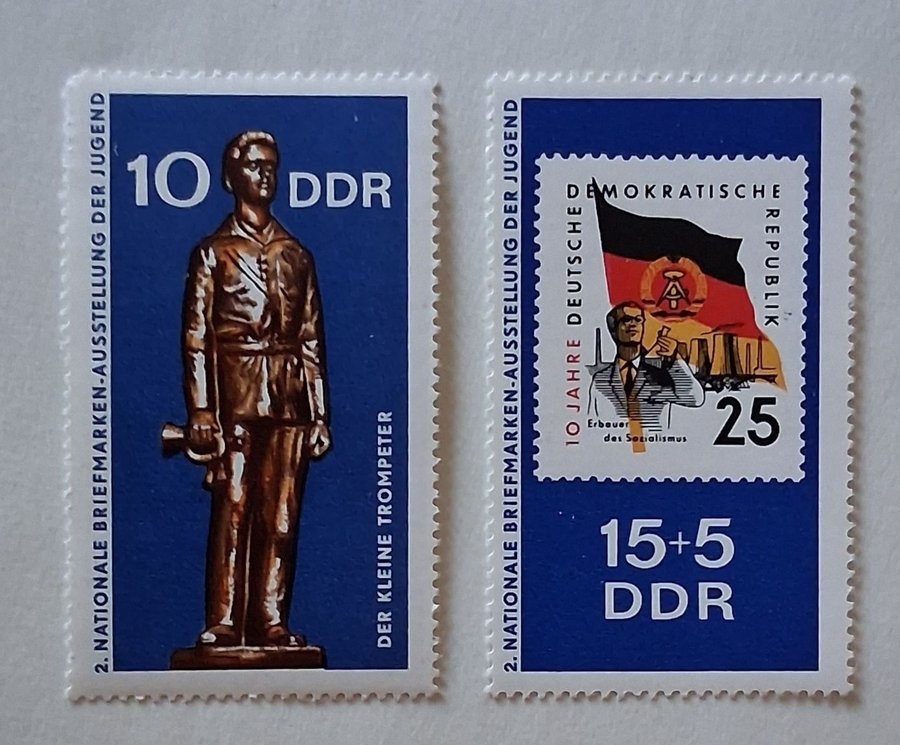 2. NATIONALE BRIEFMARKEN-AUSSTELLUNG DER JUGEND
10 DDR
DER KLEINE TROMPETER
2. NATIONALE BRIEFMARKEN-AUSSTELLUNG DER JUGEND
10 JAHRE DEUTSCHE
DEMOKRATISCHE
REPUBLIK
Erbauer
des Sozialismus
25
15+5
DDR